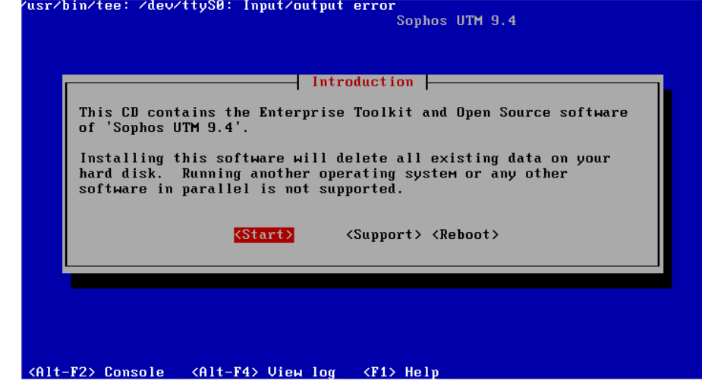 /usr/bin/tee: /dev/ttyS0: Input/output error
Sophos UTM 9.4
Introduction
This CD contains the Enterprise Toolkit and Open Source software
of 'Sophos UTM 9.4'.
Installing this software will delete all existing data on your
hard disk.  Running another operating system or any other
software in parallel is not supported.
<Start> <Support> <Reboot>
<Alt-F2> Console <Alt-F4> View log <F1> Help